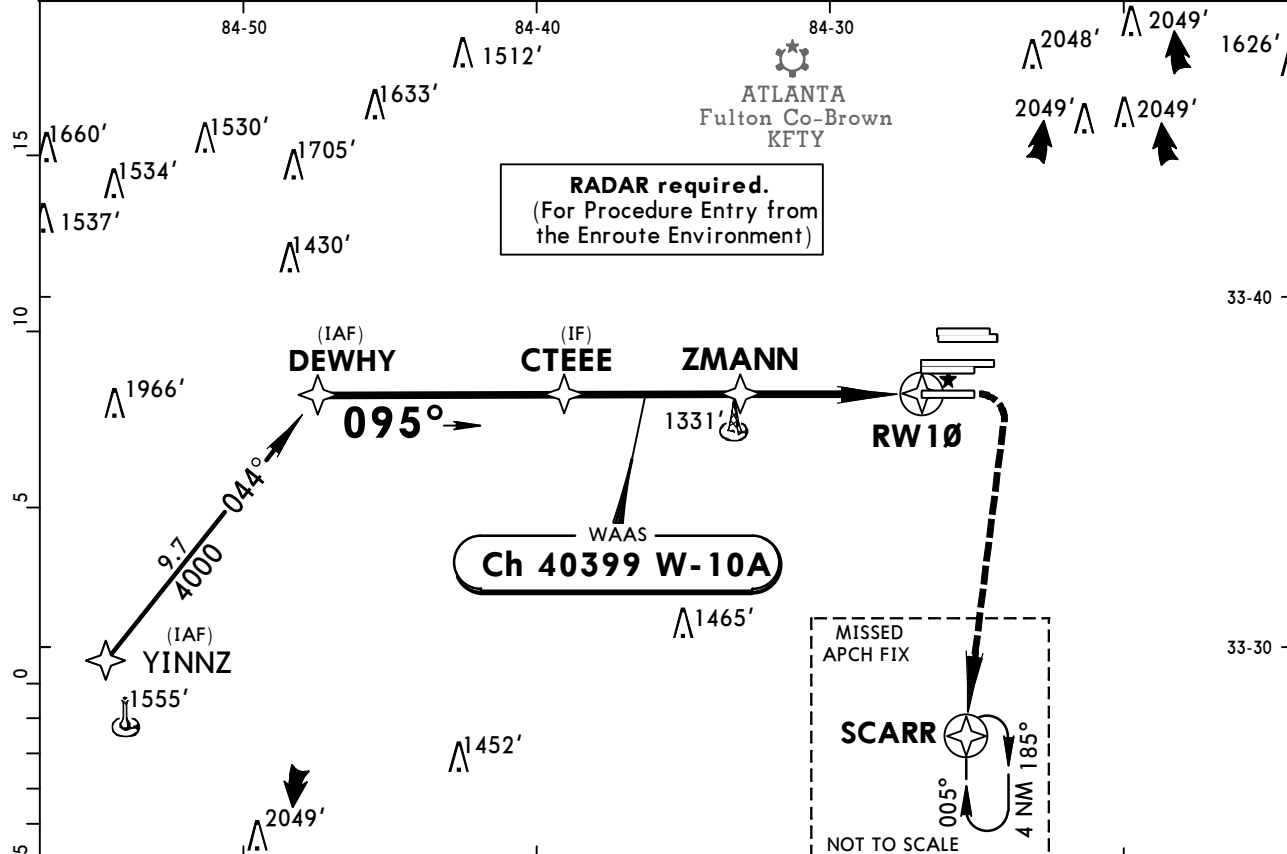 84-50
84-40
84-30
2049'
2048'
1626'
1512'
ATLANTA
Fulton Co-Brown
KFTY
1633'
2049'
2049'
1660'
1530'
1705'
1534'
15
RADAR required.
(For Procedure Entry from
the Enroute Environment)
1537'
1430'
33-40
10
(IAF)
DEWHY
(IF)
CTEEE
ZMANN
1966'
095°
1331'
RW1Ø
044°
5
9.7
4000
WAAS
Ch 40399 W-10A
1465'
(IAF)
YINNZ
MISSED
APCH FIX
33-30
0
1555'
SCARR
1452'
005°
4 NM 185°
2049'
NOT TO SCALE
5